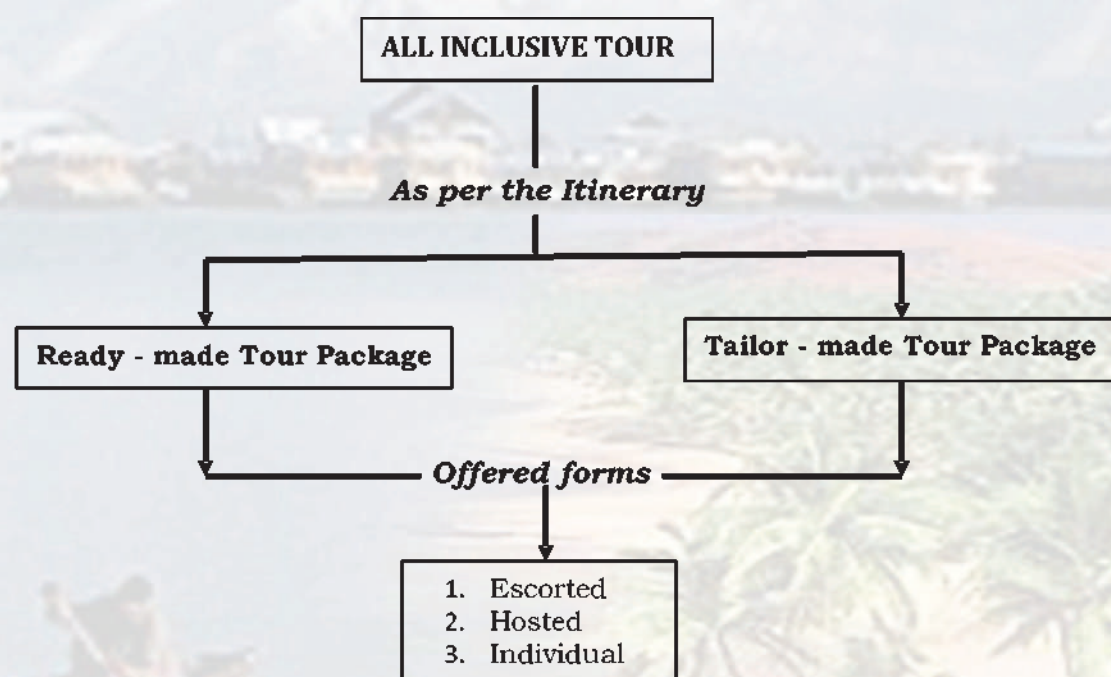 ALL INCLUSIVE TOUR
As per the Itinerary
Ready - made Tour Package
Tailor - made Tour Package
Offered forms
1. Escorted
2. Hosted
3. Individual